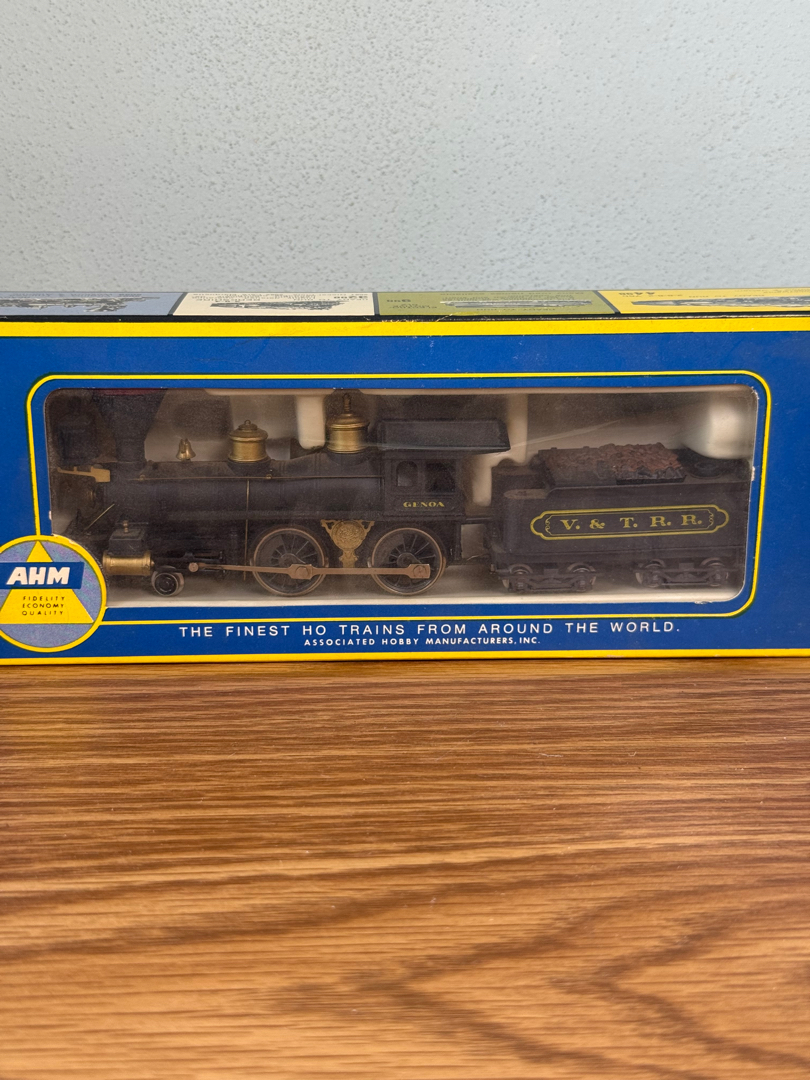 GENOA
V. & T. R. R.
AHM
FIDELITY
ECONOMY
QUALITY
THE FINEST HO TRAINS FROM AROUND THE WORLD.
ASSOCIATED HOBBY MANUFACTURERS, INC.